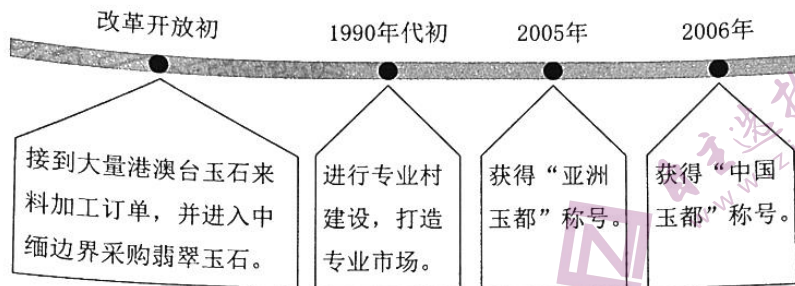 改革开放初
1990年代初
2005年
2006年
接到大量港澳台玉石来
料加工订单，并进入中
缅边界采购翡翠玉石。
进行专业村
建设，打造
专业市场。
获得“亚洲
玉都”称号。
获得“中国
玉都”称号。